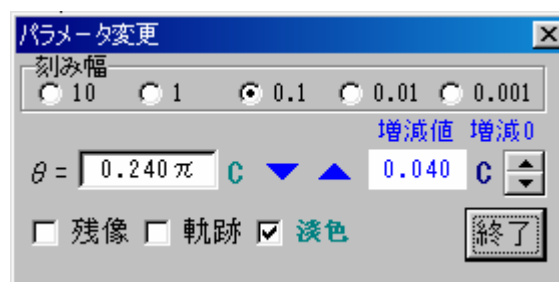 パラメータ変更
刻み幅
10 1 0.1 0.01 0.001
増減値 増減0
θ= 0.240π C 0.040 C
残像 軌跡 淡色 終了